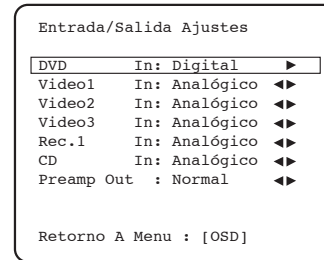 Entrada/Salida Ajustes
DVD In: Digital ►
Video1 In: Analógico ◄►
Video2 In: Analógico ◄►
Video3 In: Analógico ◄►
Rec.1 In: Analógico ◄►
CD In: Analógico ◄►
Preamp Out : Normal ◄►
Retorno A Menu : [OSD]